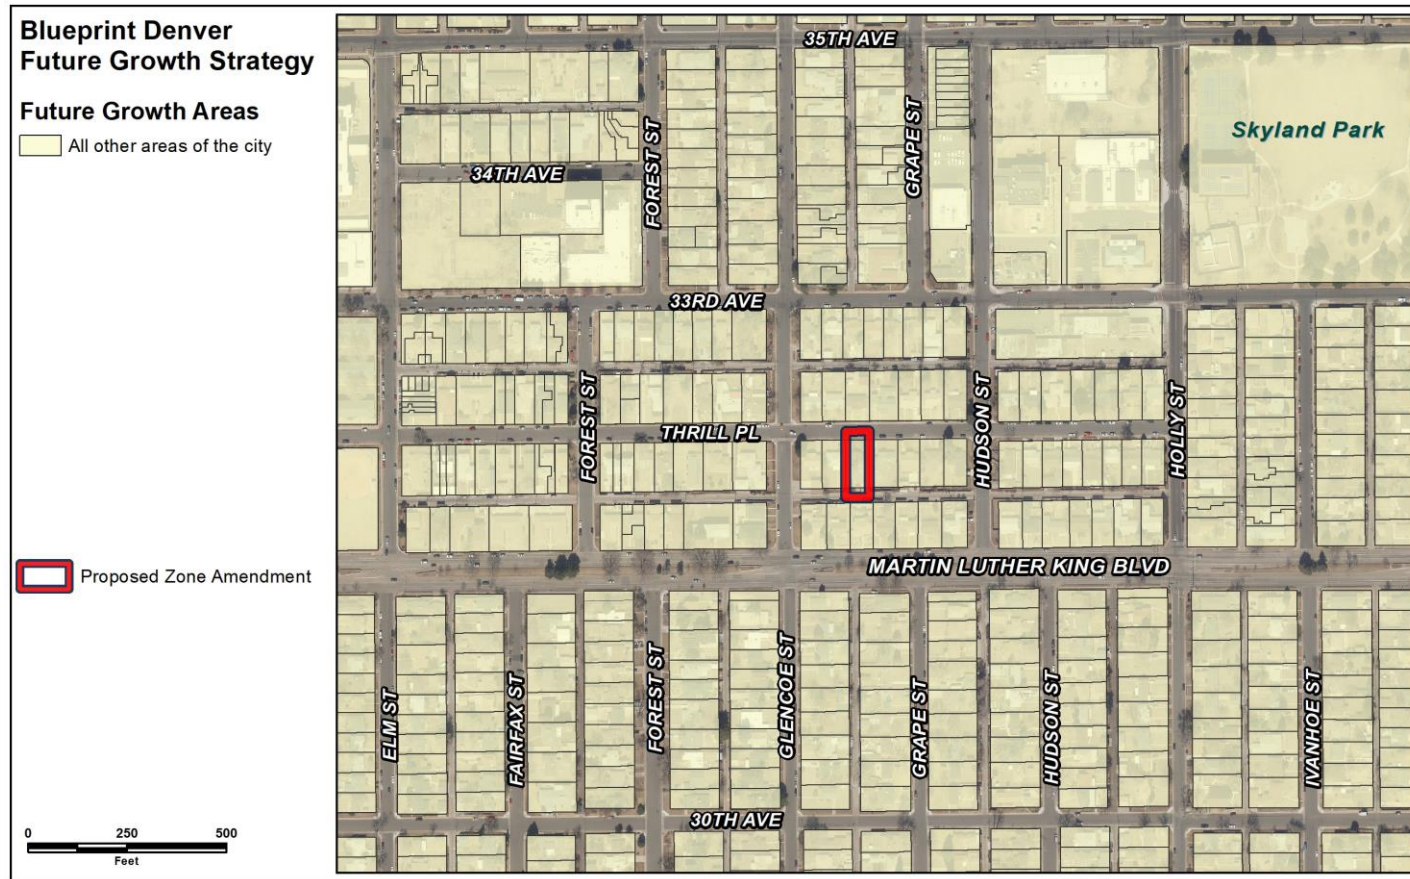 Blueprint Denver
Future Growth Strategy
Future Growth Areas
All other areas of the city
Proposed Zone Amendment
0 250 500
Feet
35TH AVE
Skyland Park
GRAPE ST
FOREST ST
34TH AVE
33RD AVE
FOREST ST
THRILL PL
HUDSON ST
HOLLY ST
MARTIN LUTHER KING BLVD
ELM ST
FAIRFAX ST
FOREST ST
GLENCOE ST
GRAPE ST
HUDSON ST
IVANHOE ST
30TH AVE